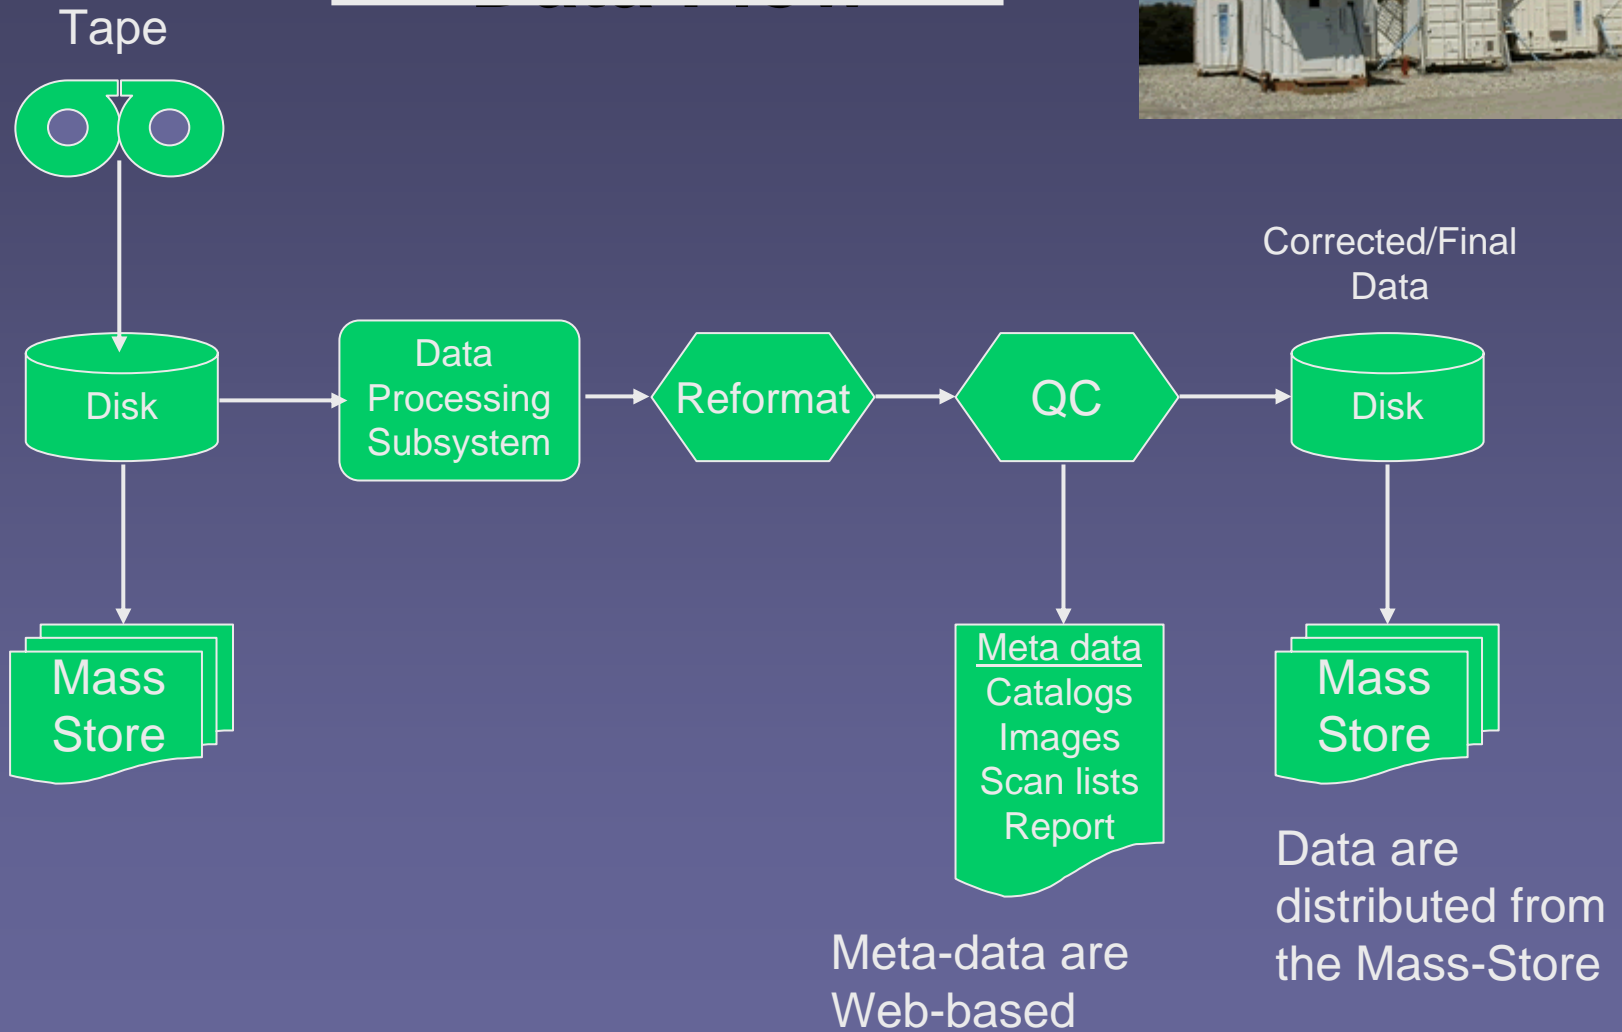 Tape
Corrected/Final
Data
Disk
Data
Processing
Subsystem
Reformat
QC
Disk
Mass
Store
Meta data
Catalogs
Images
Scan lists
Report
Mass
Store
Data are
distributed from
the Mass-Store
Meta-data are
Web-based